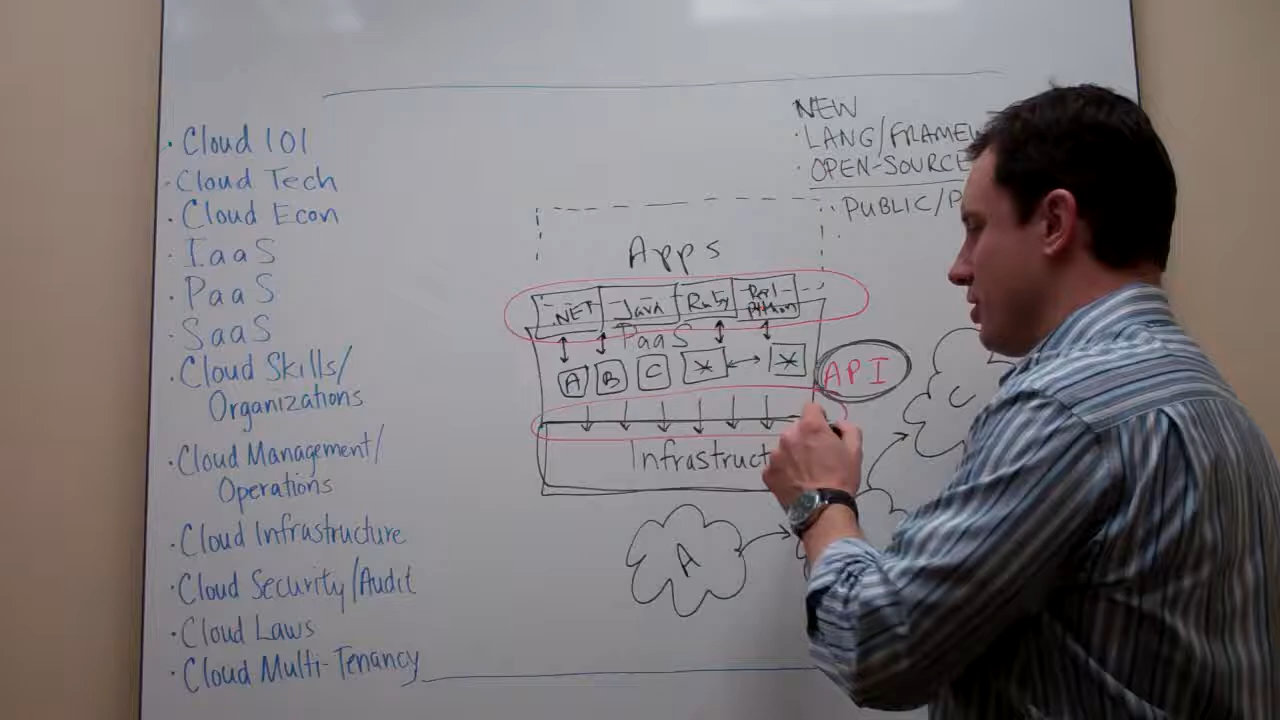 · Cloud 101
· Cloud Tech
· Cloud Econ
· IaaS
· PaaS
· SaaS
· Cloud Skills/
Organizations
· Cloud Management/
Operations
· Cloud Infrastructure
· Cloud Security/Audit
· Cloud Laws
· Cloud Multi-Tenancy
NEW
· LANG/FRAMEW
· OPEN-SOURCE
· PUBLIC/P
Apps
.NET Java Ruby Perl-
Python
PaaS
A B C * *
API
Infrastruct
A
C